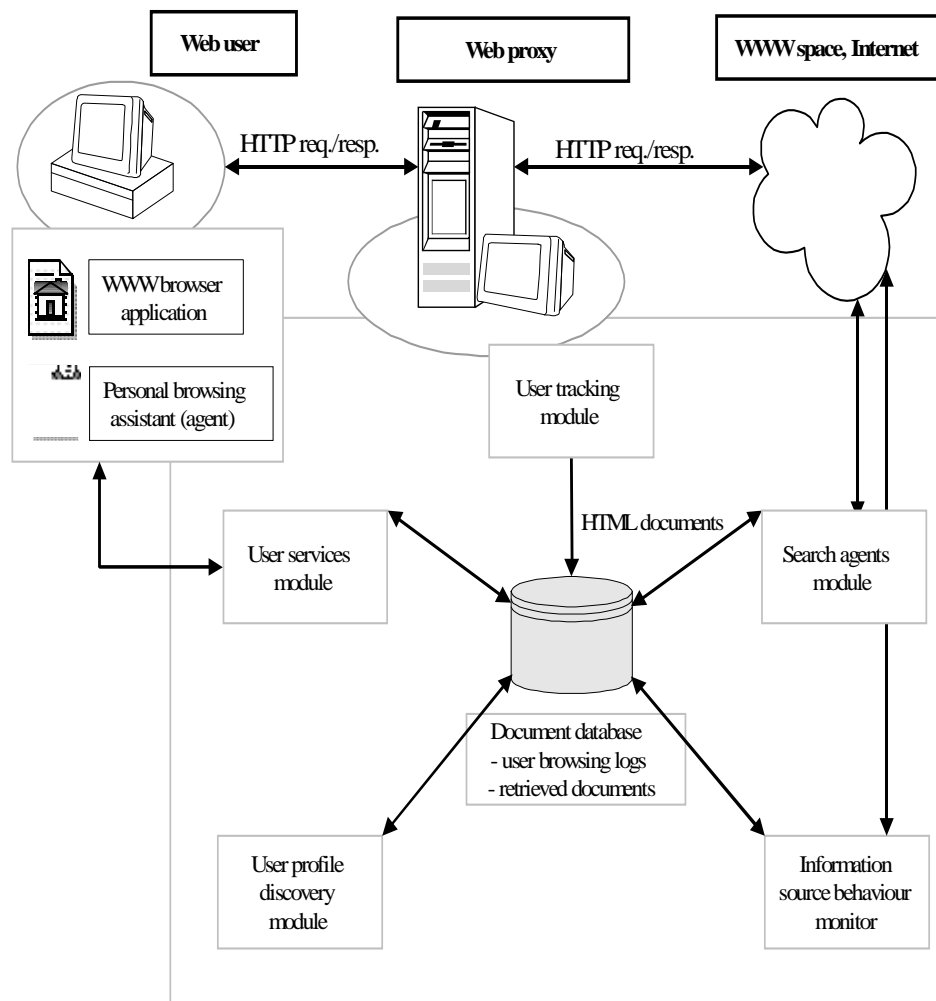 Web user
Web proxy
WWW space, Internet
HTTP req./resp.
HTTP req./resp.
WWW browser
application
Personal browsing
assistant (agent)
User tracking
module
HTML documents
User services
module
Search agents
module
Document database
- user browsing logs
- retrieved documents
User profile
discovery
module
Information
source behaviour
monitor